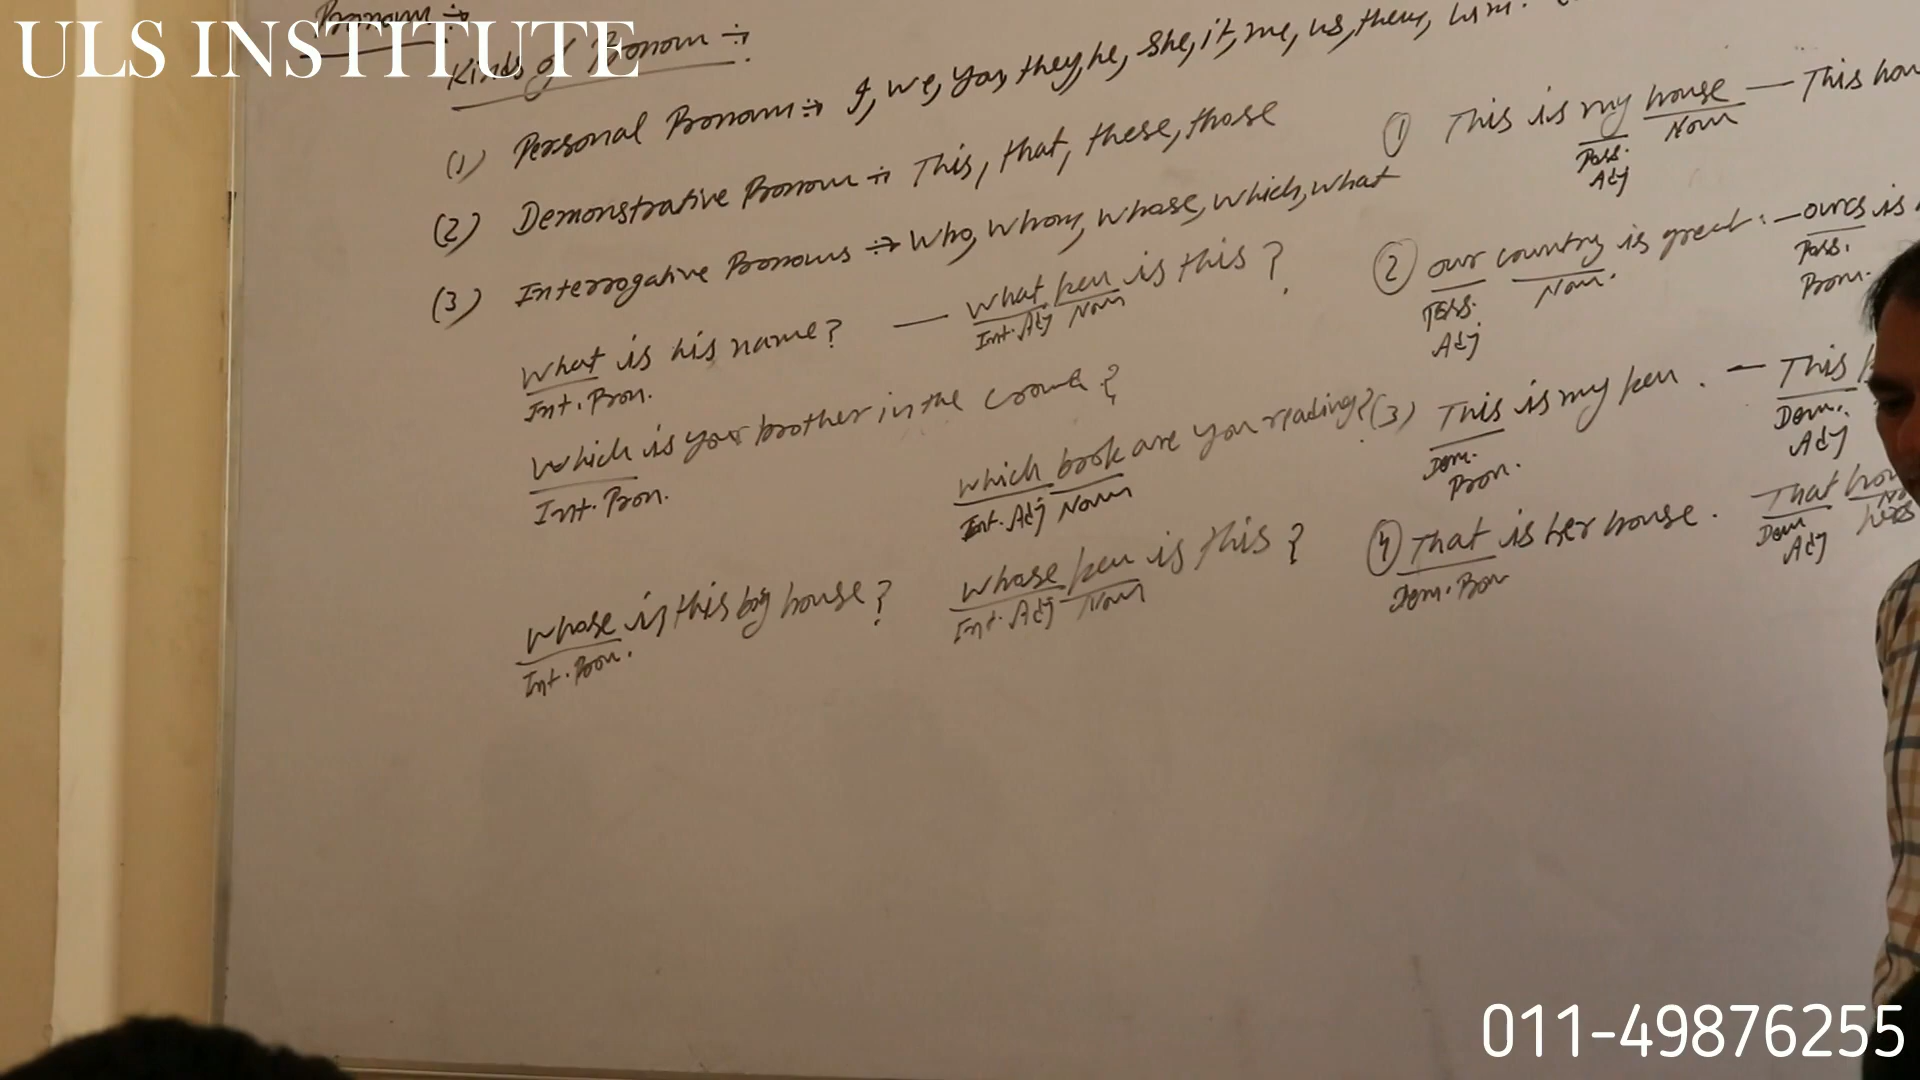 ULS INSTITUTE
Pronoun :-
Kinds of Pronoun :-
(1) Personal Pronoun :- I, we, you, they, he, she, it, me, us, them, him.
(2) Demonstrative Pronoun :- This, that, these, those
(3) Interrogative Pronouns :- Who, whom, whose, which, what
What is his name? — What pen is this?
Int. Pron. Int. Adj Noun
Which is your brother in the crowd?
Int. Pron.
Which book are you reading?
Int. Adj Noun
Whose is this big house? Whose pen is this?
Int. Pron. Int. Adj Noun
(1) This is my house — This
Poss. Adj Noun
(2) our country is great. — ours is
Poss. Adj Noun. Poss. Pron.
(3) This is my pen. — This
Dem. Pron. Dem. Adj
(4) That is her house. That
Dem. Pron Dem Adj
hers
011-49876255